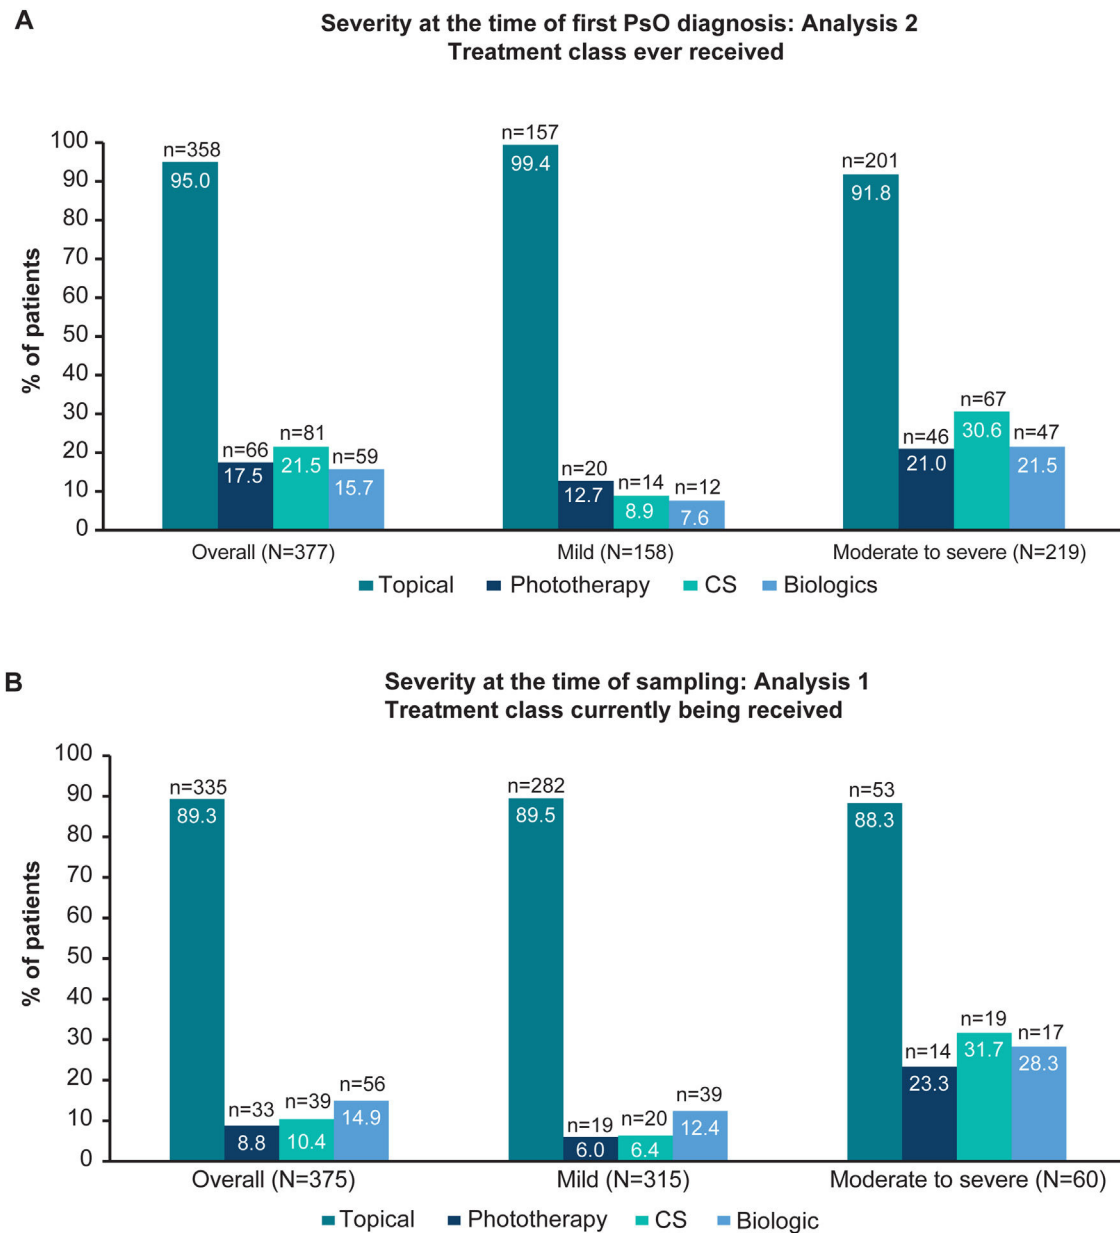 A
Severity at the time of first PsO diagnosis: Analysis 2
Treatment class ever received
% of patients
100
90
80
70
60
50
40
30
20
10
0
n=358
95.0
n=66
17.5
n=81
21.5
n=59
15.7
n=157
99.4
n=20
12.7
n=14
8.9
n=12
7.6
n=201
91.8
n=46
21.0
n=67
30.6
n=47
21.5
Overall (N=377)
Mild (N=158)
Moderate to severe (N=219)
Topical
Phototherapy
CS
Biologics
B
Severity at the time of sampling: Analysis 1
Treatment class currently being received
% of patients
100
90
80
70
60
50
40
30
20
10
0
n=335
89.3
n=33
8.8
n=39
10.4
n=56
14.9
n=282
89.5
n=19
6.0
n=20
6.4
n=39
12.4
n=53
88.3
n=14
23.3
n=19
31.7
n=17
28.3
Overall (N=375)
Mild (N=315)
Moderate to severe (N=60)
Topical
Phototherapy
CS
Biologic